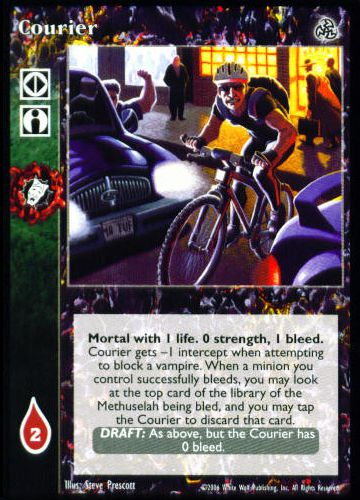 Courier
Mortal with 1 life. 0 strength, 1 bleed.
Courier gets –1 intercept when attempting
to block a vampire. When a minion you
control successfully bleeds, you may look
at the top card of the library of the
Methuselah being bled, and you may tap
the Courier to discard that card.
DRAFT: As above, but the Courier has
0 bleed.
2
Illus: Steve Prescott
©2006 White Wolf Publishing, Inc. All Rights Reserved.